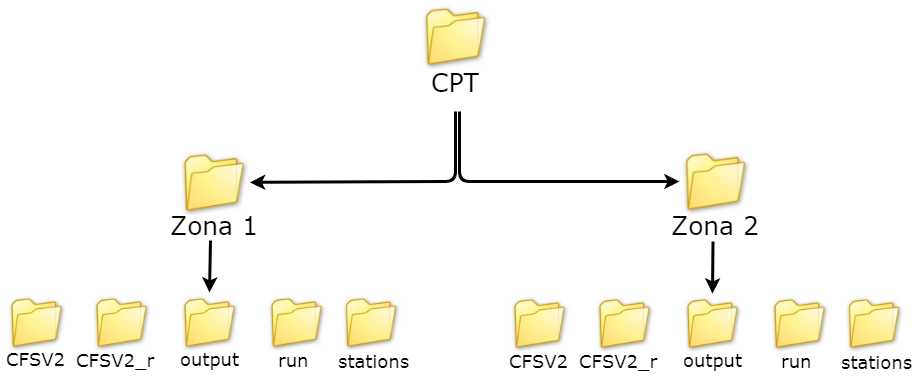 CPT
Zona 1
Zona 2
CFSV2 CFSV2_r output run stations
CFSV2 CFSV2_r output run stations